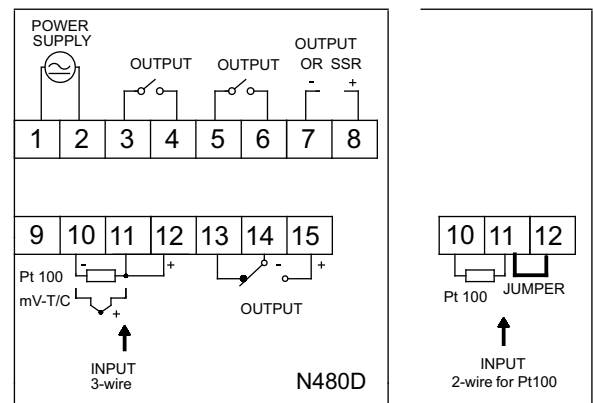 POWER
SUPPLY
OUTPUT
OUTPUT
OUTPUT
OR SSR
- +
1 2 3 4 5 6 7 8
9 10 11 12 13 14 15
- + - +
Pt 100
mV-T/C
+
OUTPUT
INPUT
3-wire
N480D
10 11 12
Pt 100
JUMPER
INPUT
2-wire for Pt100